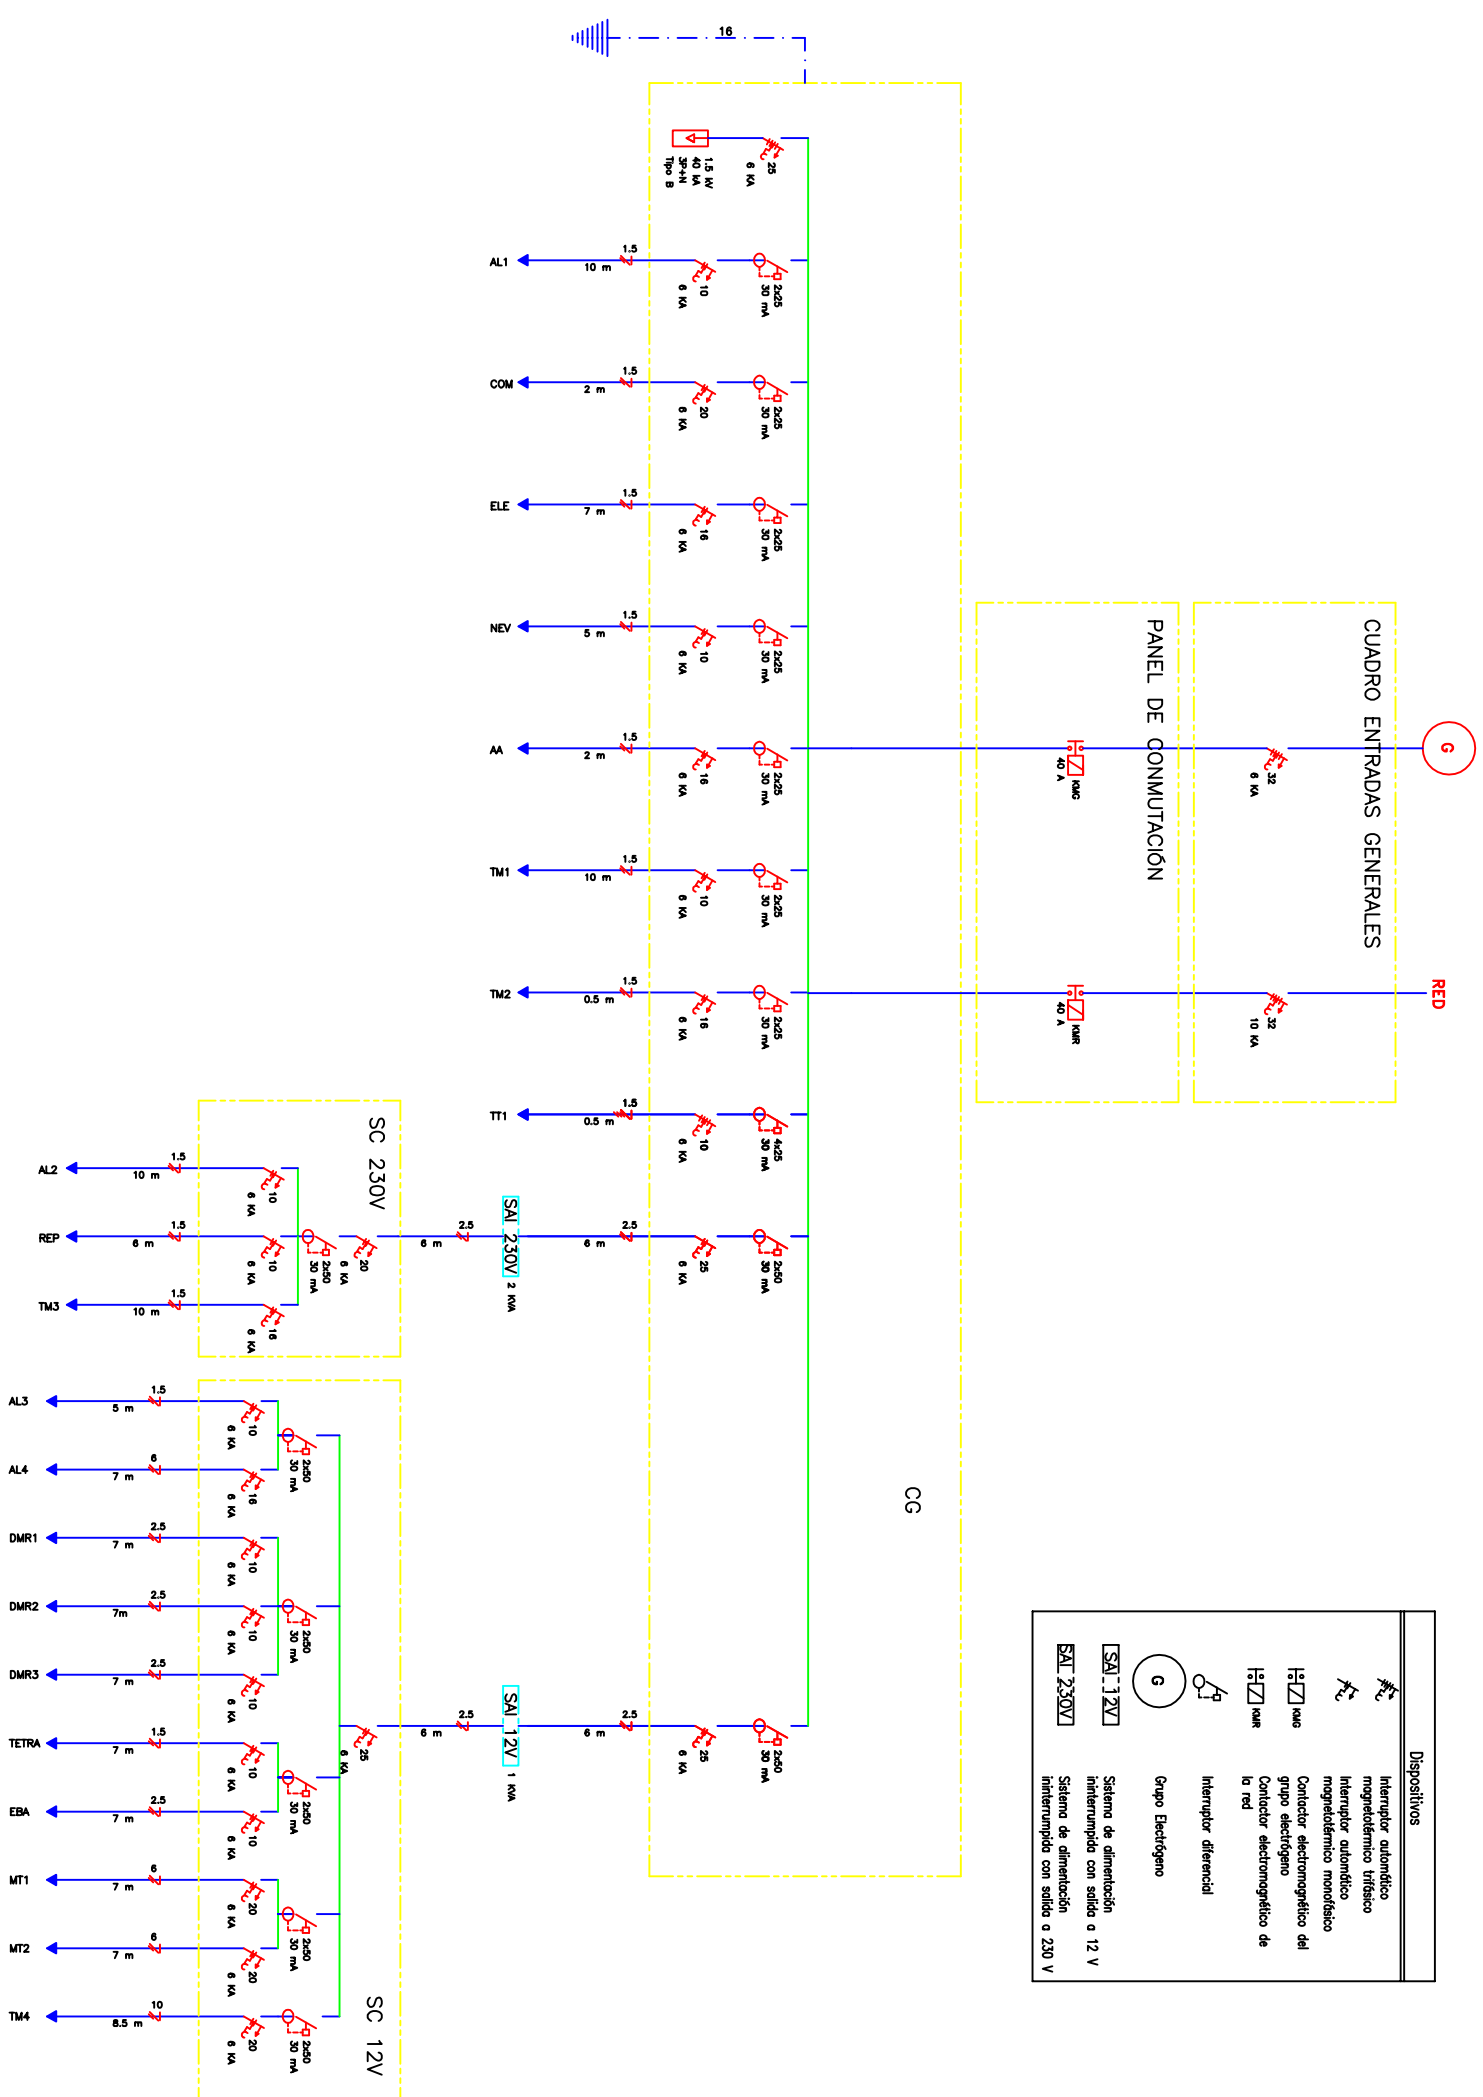 G
RED
CUADRO ENTRADAS GENERALES
32
6 KA
32
10 KA
PANEL DE CONMUTACIÓN
KMG
40 A
KMR
40 A
CG
16
25
6 KA
1.5 kV
40 kA
3P+N
Tipo B
2x25
30 mA
10
6 KA
1.5
10 m
AL1
2x25
30 mA
20
6 KA
1.5
2 m
COM
2x25
30 mA
16
6 KA
1.5
7 m
ELE
2x25
30 mA
10
6 KA
1.5
5 m
NEV
2x25
30 mA
16
6 KA
1.5
2 m
AA
2x25
30 mA
10
6 KA
1.5
10 m
TM1
2x25
30 mA
16
6 KA
1.5
0.5 m
TM2
4x25
30 mA
10
6 KA
1.5
0.5 m
TT1
2x50
30 mA
25
6 KA
2.5
6 m
SAI 230V
2 KVA
2.5
6 m
2x50
30 mA
25
6 KA
2.5
6 m
SAI 12V
1 KVA
2.5
6 m
SC 230V
20
6 KA
2x50
30 mA
10
6 KA
1.5
10 m
AL2
10
6 KA
1.5
6 m
REP
16
6 KA
1.5
10 m
TM3
SC 12V
25
6 KA
2x50
30 mA
10
6 KA
1.5
5 m
AL3
16
6 KA
6
7 m
AL4
2x50
30 mA
10
6 KA
2.5
7 m
DMR1
10
6 KA
2.5
7m
DMR2
10
6 KA
2.5
7 m
DMR3
2x50
30 mA
10
6 KA
1.5
7 m
TETRA
10
6 KA
2.5
7 m
EBA
2x50
30 mA
20
6 KA
6
7 m
MT1
20
6 KA
6
7 m
MT2
2x50
30 mA
20
6 KA
10
8.5 m
TM4
Dispositivos
Interruptor automático
magnetotérmico trifásico
Interruptor automático
magnetotérmico monofásico
KMG
Contactor electromagnético del
grupo electrógeno
KMR
Contactor electromagnético de
la red
Interruptor diferencial
G
Grupo Electrógeno
SAI 12V
Sistema de alimentación
ininterrumpida con salida a 12 V
SAI 230V
Sistema de alimentación
ininterrumpida con salida a 230 V